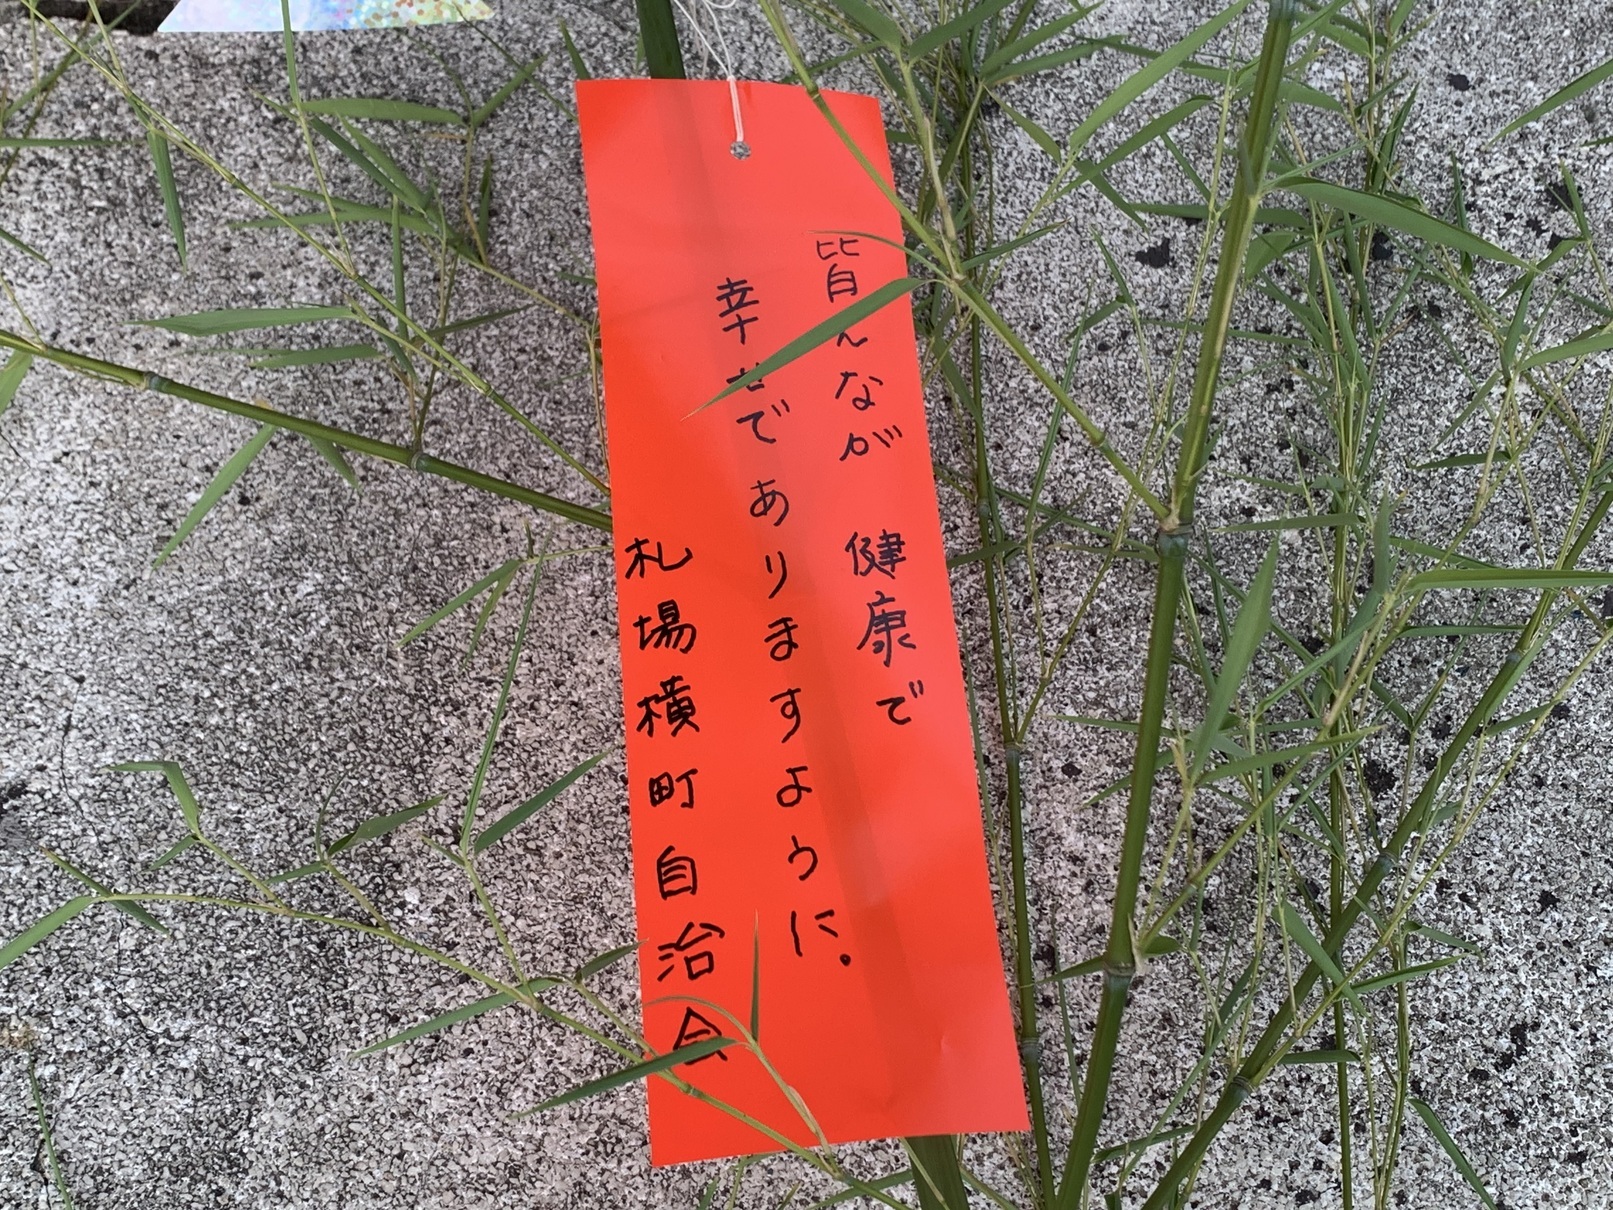 皆んなが 健康で
幸せでありますように。
札場横町自治会